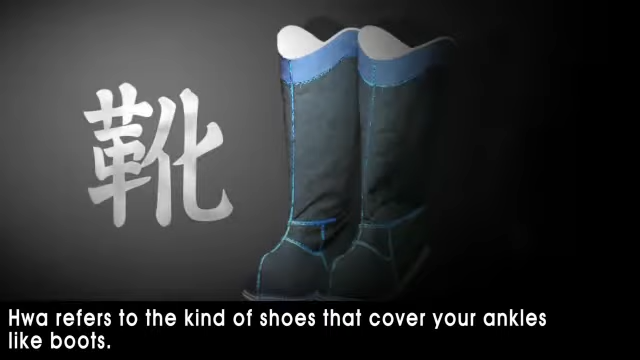 靴
Hwa refers to the kind of shoes that cover your ankles
like boots.